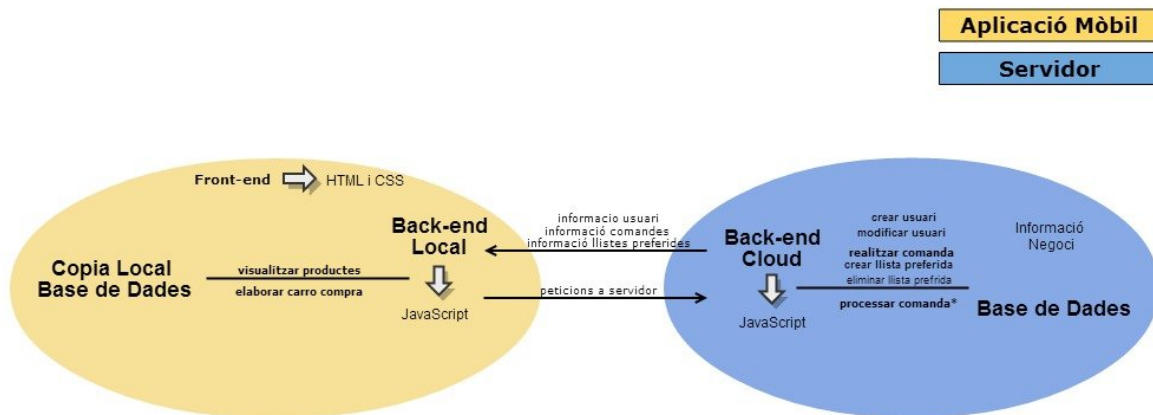 Aplicació Mòbil
Servidor
Front-end
HTML i CSS
Back-end
Local
JavaScript
Copia Local
Base de Dades
visualitzar productes
elaborar carro compra
informacio usuari
informació comandes
informació llistes preferides
peticions a servidor
Back-end
Cloud
JavaScript
crear usuari
modificar usuari
realitzar comanda
crear llista preferida
eliminar llista prefrida
processar comanda*
Informació
Negoci
Base de Dades